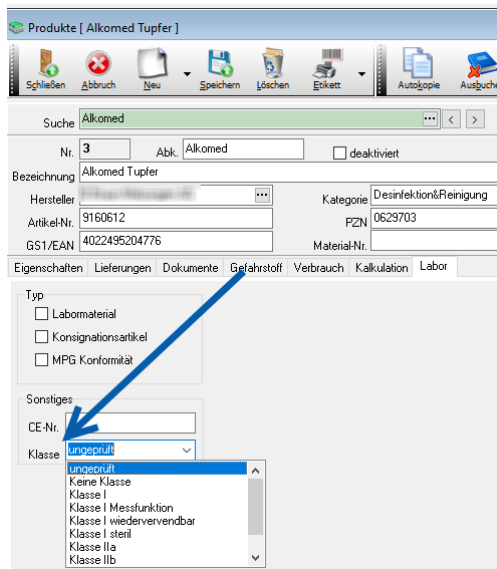 Produkte [ Alkomed Tupfer ]
Schließen Abbruch Neu Speichern Löschen Etikett Autokopie Ausbuche
Suche Alkomed ... < >
Nr. 3 Abk. Alkomed deaktiviert
Bezeichnung Alkomed Tupfer
Hersteller ... Kategorie Desinfektion&Reinigung
Artikel-Nr. 9160612 PZN 0629703
GS1/EAN 4022495204776 Material-Nr.
Eigenschaften Lieferungen Dokumente Gefahrstoff Verbrauch Kalkulation Labor
Typ
Labormaterial
Konsignationsartikel
MPG Konformität
Sonstiges
CE-Nr.
Klasse ungeprüft
ungeprüft
Keine Klasse
Klasse I
Klasse I Messfunktion
Klasse I wiedervervendbar
Klasse I steril
Klasse IIa
Klasse IIb